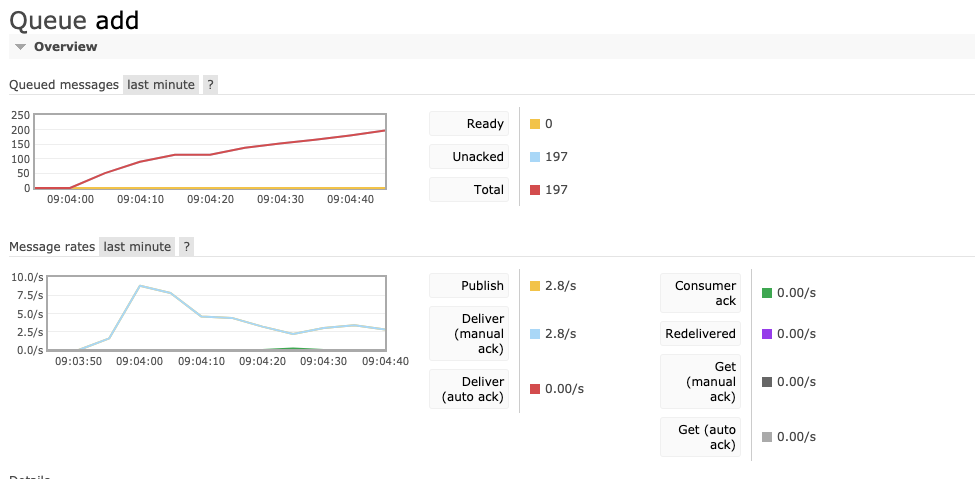 Queue add
Overview
Queued messages last minute ?
250
200
150
100
50
0
09:04:00 09:04:10 09:04:20 09:04:30 09:04:40
Ready 0
Unacked 197
Total 197
Message rates last minute ?
10.0/s
7.5/s
5.0/s
2.5/s
0.0/s
09:03:50 09:04:00 09:04:10 09:04:20 09:04:30 09:04:40
Publish 2.8/s
Deliver
(manual 2.8/s
ack)
Deliver
(auto ack) 0.00/s
Consumer
ack 0.00/s
Redelivered 0.00/s
Get
(manual 0.00/s
ack)
Get (auto
ack) 0.00/s
Details